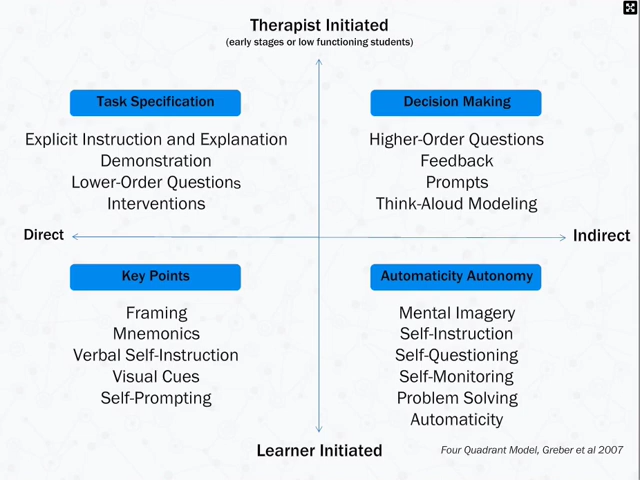 Therapist Initiated
(early stages or low functioning students)
Task Specification
Explicit Instruction and Explanation
Demonstration
Lower-Order Questions
Interventions
Decision Making
Higher-Order Questions
Feedback
Prompts
Think-Aloud Modeling
Direct
Indirect
Key Points
Framing
Mnemonics
Verbal Self-Instruction
Visual Cues
Self-Prompting
Automaticity Autonomy
Mental Imagery
Self-Instruction
Self-Questioning
Self-Monitoring
Problem Solving
Automaticity
Learner Initiated
Four Quadrant Model, Greber et al 2007